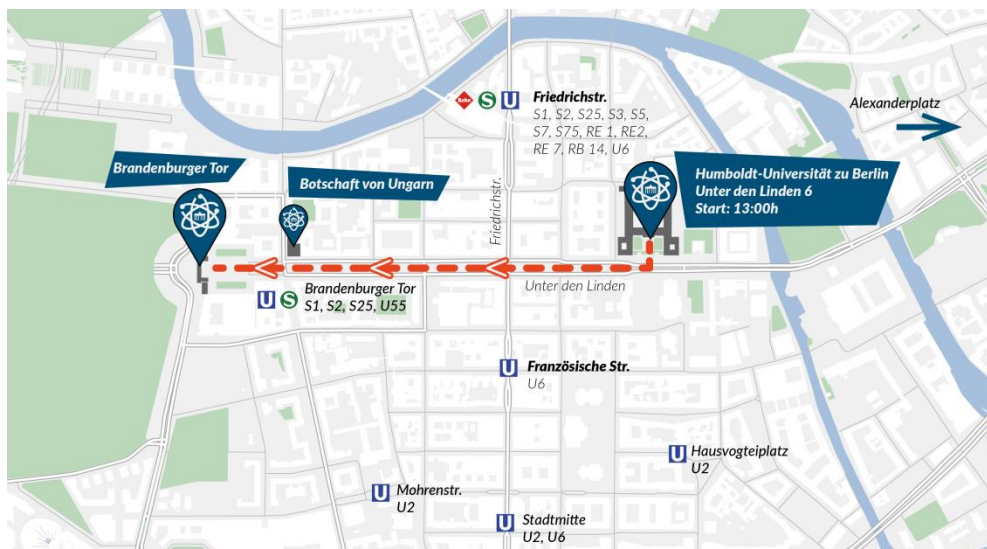 Alexanderplatz
Bahn S U Friedrichstr.
S1, S2, S25, S3, S5,
S7, S75, RE 1, RE2,
RE 7, RB 14, U6
Brandenburger Tor
Botschaft von Ungarn
Humboldt-Universität zu Berlin
Unter den Linden 6
Start: 13:00h
Friedrichstr.
Unter den Linden
U S Brandenburger Tor
S1, S2, S25, U55
U Französische Str.
U6
U Hausvogteiplatz
U2
U Mohrenstr.
U2
U Stadtmitte
U2, U6